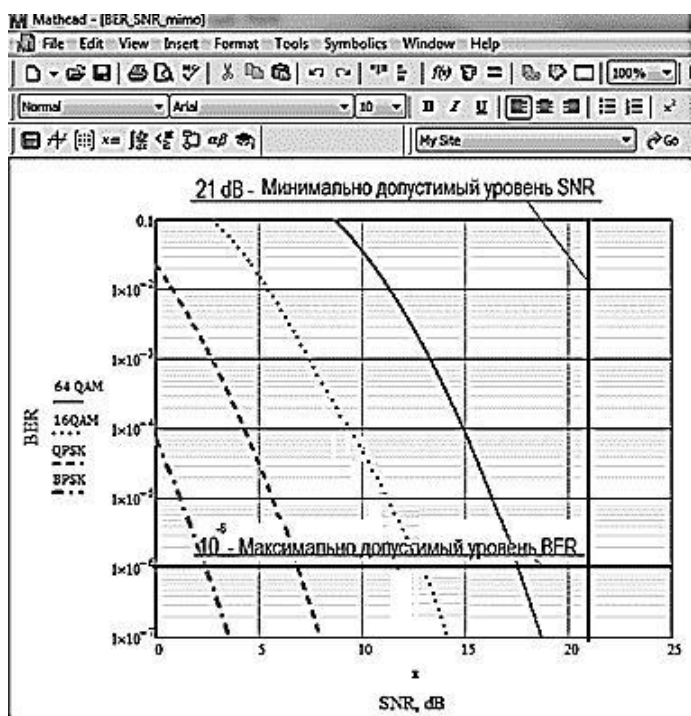 Mathcad - [BER_SNR_mimo]
File Edit View Insert Format Tools Symbolics Window Help
100%
Normal Arial 10 B I U
My Site Go
21 dB - Минимально допустимый уровень SNR
0.1
1×10⁻²
1×10⁻³
1×10⁻⁴
1×10⁻⁵
1×10⁻⁶
1×10⁻⁷
BER
64 QAM
16QAM
QPSK
BPSK
10⁻⁶ - Максимально допустимый уровень BER
0 5 10 15 20 25
x
SNR, dB